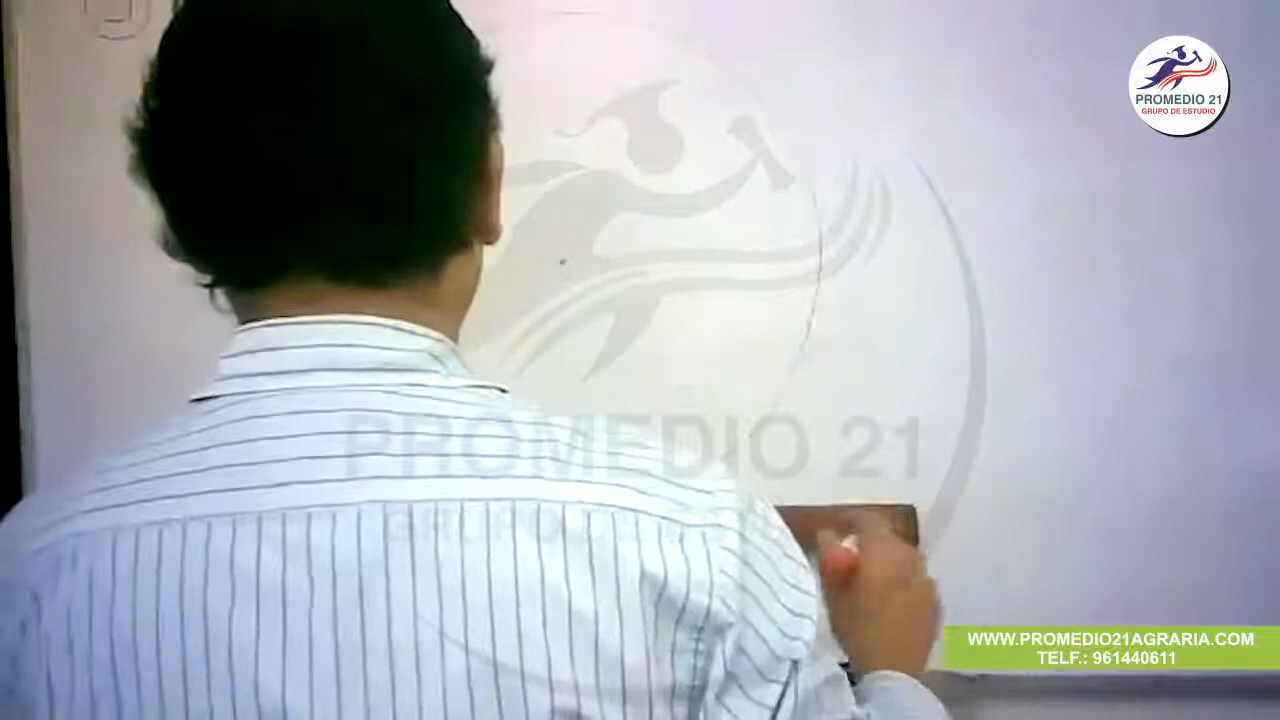 PROMEDIO 21
GRUPO DE ESTUDIO
PROMEDIO 21
WWW.PROMEDIO21AGRARIA.COM
TELF.: 961440611